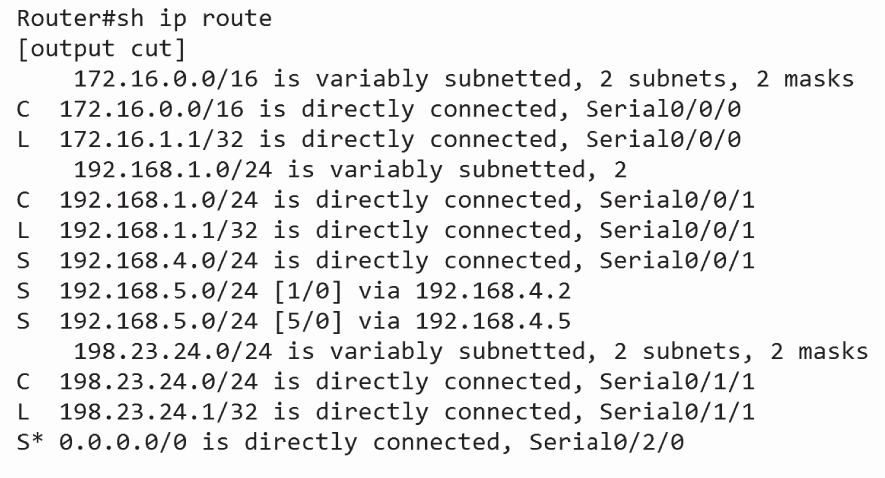 Router#sh ip route
[output cut]
172.16.0.0/16 is variably subnetted, 2 subnets, 2 masks
C 172.16.0.0/16 is directly connected, Serial0/0/0
L 172.16.1.1/32 is directly connected, Serial0/0/0
192.168.1.0/24 is variably subnetted, 2
C 192.168.1.0/24 is directly connected, Serial0/0/1
L 192.168.1.1/32 is directly connected, Serial0/0/1
S 192.168.4.0/24 is directly connected, Serial0/0/1
S 192.168.5.0/24 [1/0] via 192.168.4.2
S 192.168.5.0/24 [5/0] via 192.168.4.5
198.23.24.0/24 is variably subnetted, 2 subnets, 2 masks
C 198.23.24.0/24 is directly connected, Serial0/1/1
L 198.23.24.1/32 is directly connected, Serial0/1/1
S* 0.0.0.0/0 is directly connected, Serial0/2/0